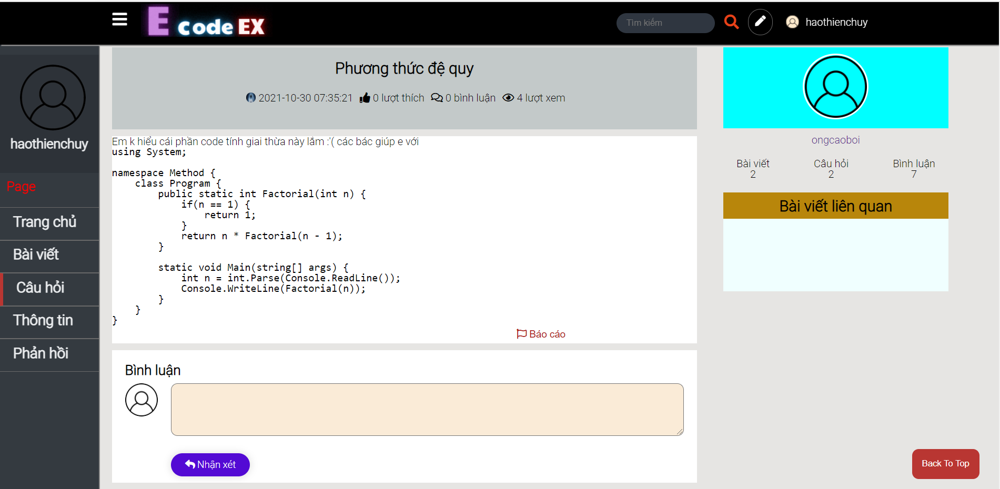 E code EX
Tìm kiếm
haothienchuy
haothienchuy
Page
Trang chủ
Bài viết
Câu hỏi
Thông tin
Phản hồi
Phương thức đệ quy
2021-10-30 07:35:21 0 lượt thích 0 bình luận 4 lượt xem
Em k hiểu cái phần code tính giai thừa này lắm :'( các bác giúp e với
using System;
namespace Method {
    class Program {
        public static int Factorial(int n) {
            if(n == 1) {
                return 1;
            }
            return n * Factorial(n - 1);
        }
        static void Main(string[] args) {
            int n = int.Parse(Console.ReadLine());
            Console.WriteLine(Factorial(n));
        }
    }
}
Báo cáo
Bình luận
Nhận xét
ongcaoboi
Bài viết Câu hỏi Bình luận
2 2 7
Bài viết liên quan
Back To Top